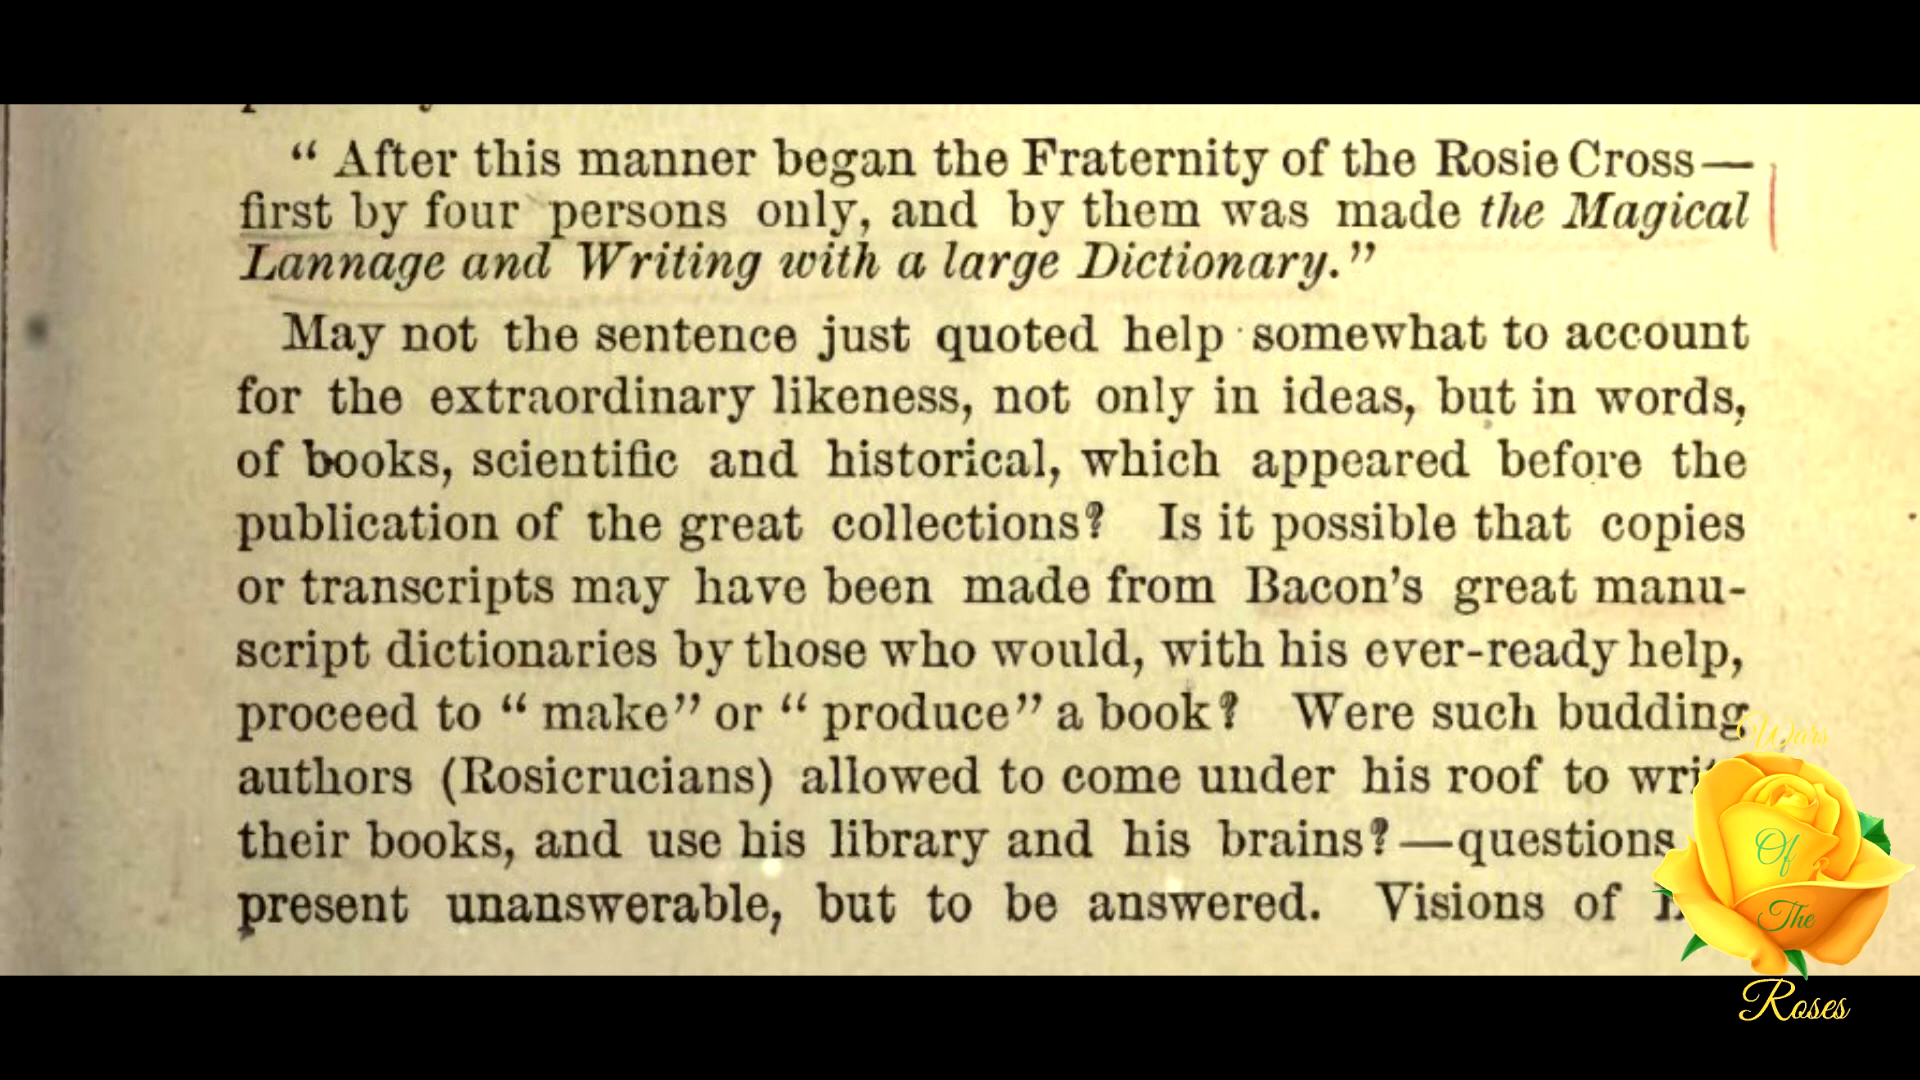 “ After this manner began the Fraternity of the Rosie Cross—
first by four persons only, and by them was made the Magical
Lannage and Writing with a large Dictionary.”
May not the sentence just quoted help somewhat to account
for the extraordinary likeness, not only in ideas, but in words,
of books, scientific and historical, which appeared before the
publication of the great collections? Is it possible that copies
or transcripts may have been made from Bacon’s great manu-
script dictionaries by those who would, with his ever-ready help,
proceed to “ make” or “ produce” a book? Were such budding
authors (Rosicrucians) allowed to come under his roof to
their books, and use his library and his brains?—questions
present unanswerable, but to be answered. Visions of
Wars
Of
The
Roses